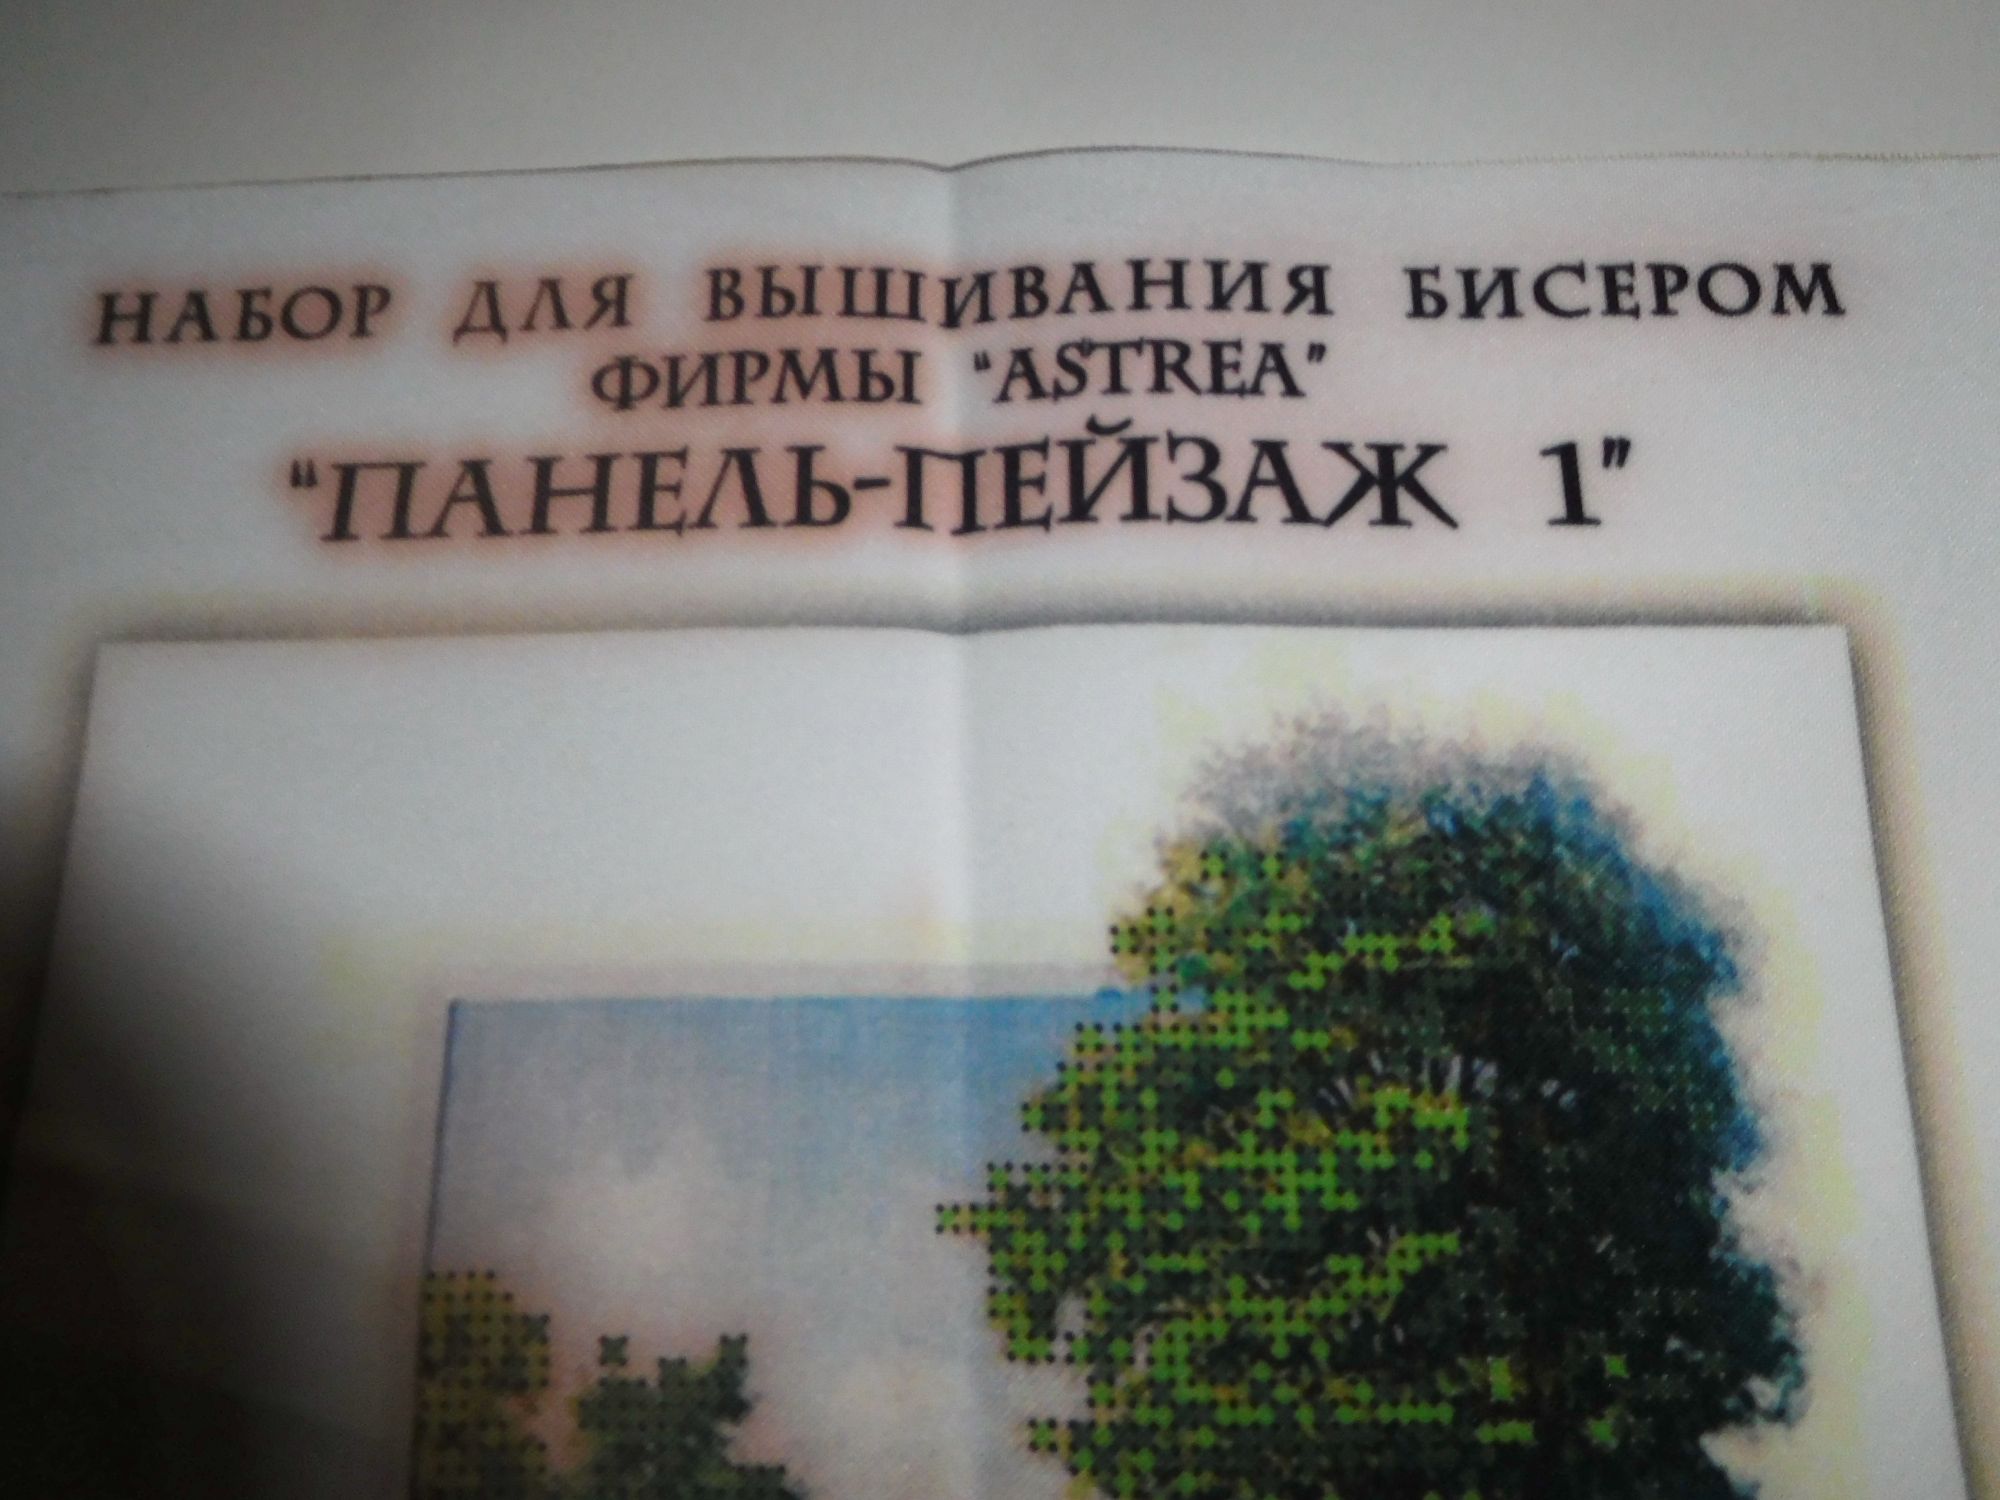 НАБОР ДЛЯ ВЫШИВАНИЯ БИСЕРОМ
ФИРМЫ "ASTREA"
"ПАНЕЛЬ-ПЕЙЗАЖ 1"